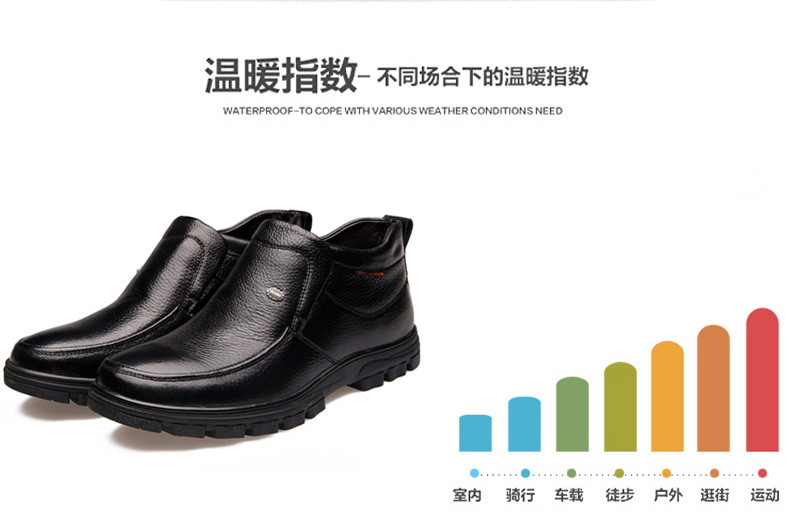 温暖指数- 不同场合下的温暖指数
WATERPROOF-TO COPE WITH VARIOUS WEATHER CONDITIONS NEED
室内 骑行 车载 徒步 户外 逛街 运动